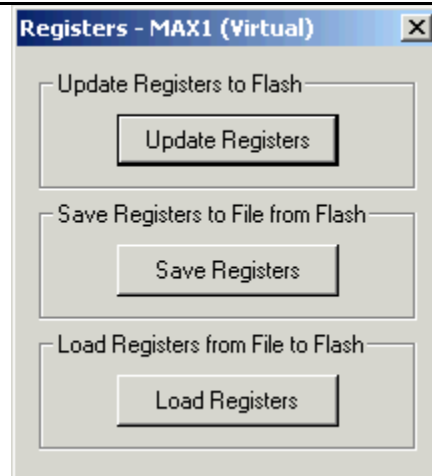 Registers - MAX1 (Virtual)
Update Registers to Flash
Update Registers
Save Registers to File from Flash
Save Registers
Load Registers from File to Flash
Load Registers